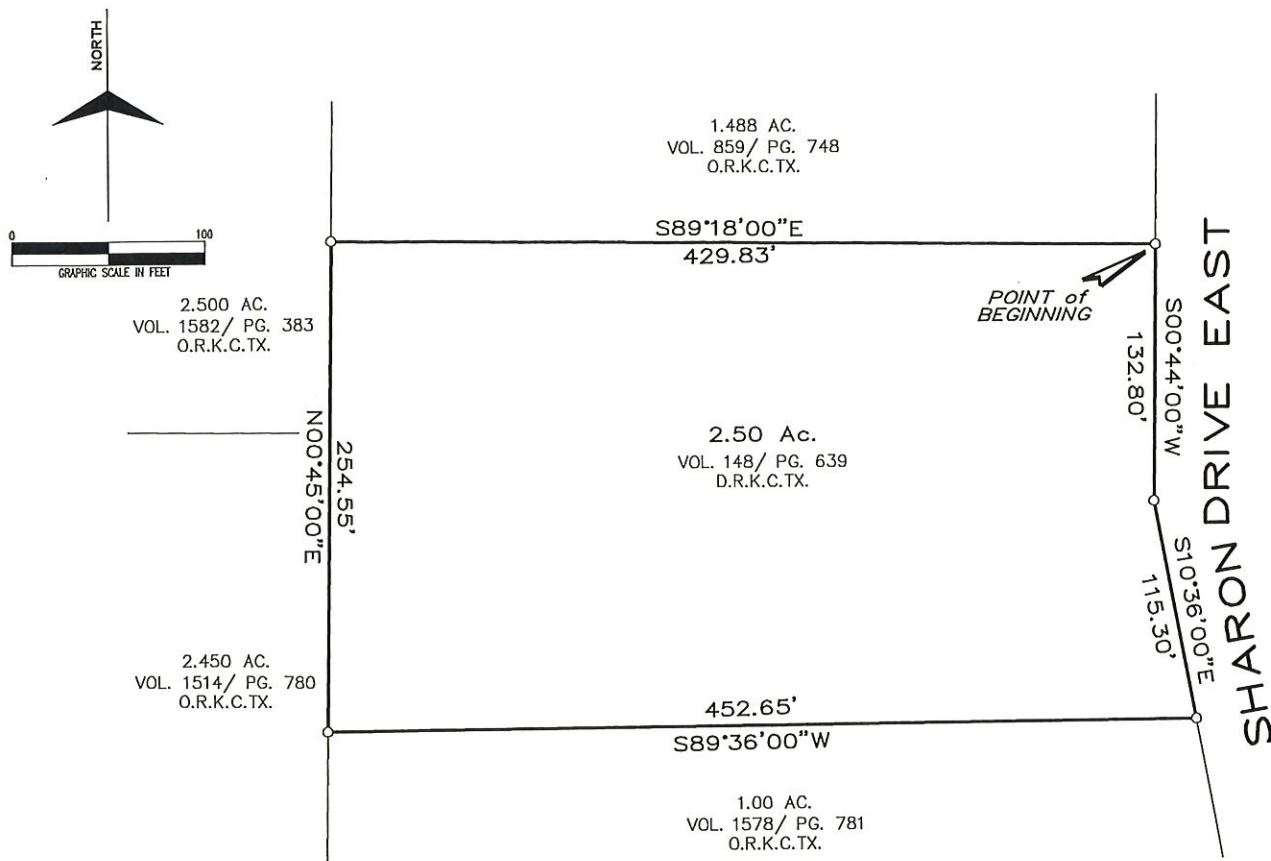 NORTH
0 100
GRAPHIC SCALE IN FEET
1.488 AC.
VOL. 859/ PG. 748
O.R.K.C.TX.
S89°18'00"E
429.83'
POINT of
BEGINNING
2.500 AC.
VOL. 1582/ PG. 383
O.R.K.C.TX.
S00°44'00"W
132.80'
SHARON DRIVE EAST
N00°45'00"E
254.55'
2.50 Ac.
VOL. 148/ PG. 639
D.R.K.C.TX.
S10°36'00"E
115.30'
2.450 AC.
VOL. 1514/ PG. 780
O.R.K.C.TX.
452.65'
S89°36'00"W
1.00 AC.
VOL. 1578/ PG. 781
O.R.K.C.TX.